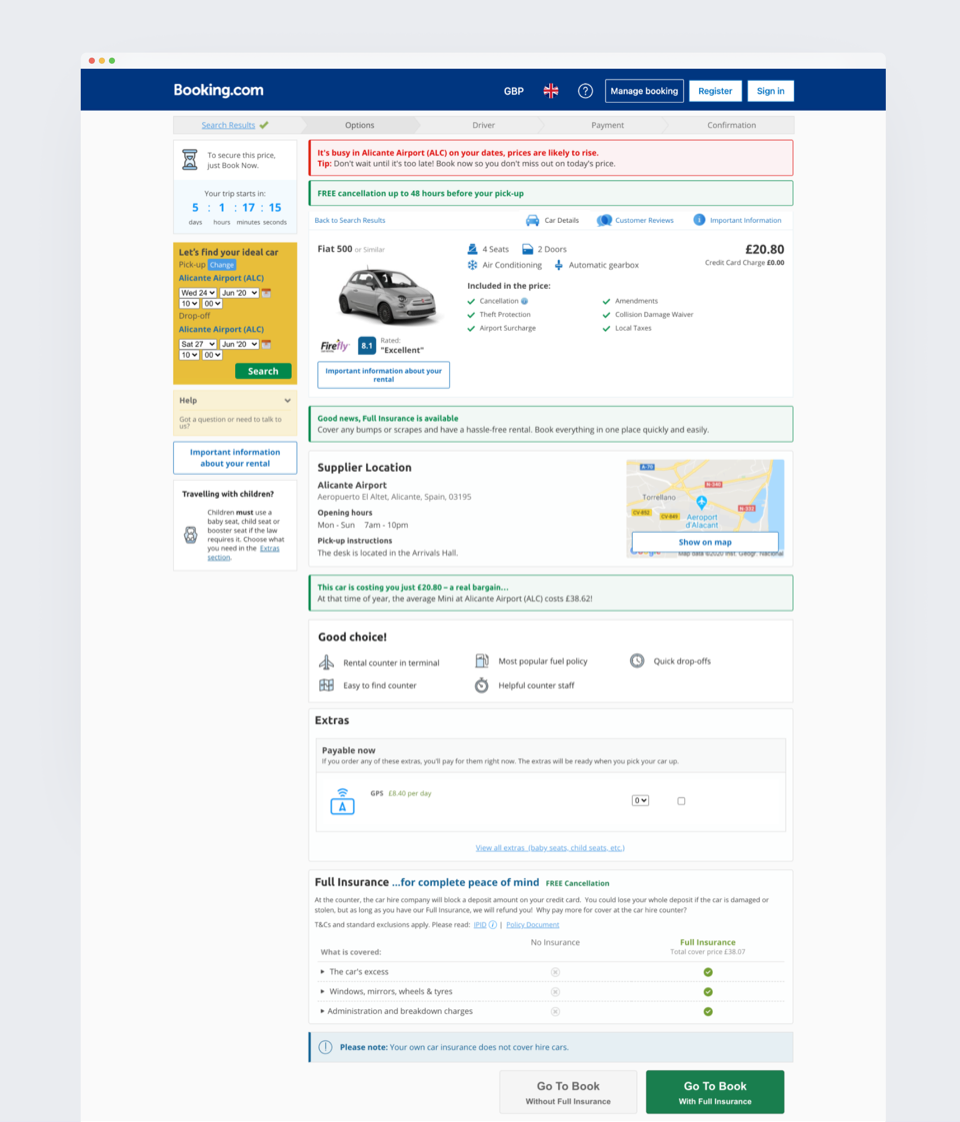 Booking.com
GBP
?
Manage booking
Register
Sign in
Search Results
Options
Driver
Payment
Confirmation
To secure this price,
just Book Now.
Your trip starts in:
5 : 1 : 17 : 15
days hours minutes seconds
Let's find your ideal car
Pick-up Change
Alicante Airport (ALC)
Wed 24 Jun '20
10 00
Drop-off
Alicante Airport (ALC)
Sat 27 Jun '20
10 00
Search
Help
Got a question or need to talk to
us?
Important information
about your rental
Travelling with children?
Children must use a
baby seat, child seat or
booster seat if the law
requires it. Choose what
you need in the Extras
section.
It's busy in Alicante Airport (ALC) on your dates, prices are likely to rise.
Tip: Don't wait until it's too late! Book now so you don't miss out on today's price.
FREE cancellation up to 48 hours before your pick-up
Back to Search Results
Car Details
Customer Reviews
Important Information
Fiat 500 or Similar
4 Seats
2 Doors
Air Conditioning
Automatic gearbox
£20.80
Credit Card Charge £0.00
Included in the price:
Cancellation
Amendments
Theft Protection
Collision Damage Waiver
Airport Surcharge
Local Taxes
Firefly
8.1
Rated:
"Excellent"
Important information about your
rental
Good news, Full Insurance is available
Cover any bumps or scrapes and have a hassle-free rental. Book everything in one place quickly and easily.
Supplier Location
Alicante Airport
Aeropuerto El Altet, Alicante, Spain, 03195
Opening hours
Mon - Sun 7am - 10pm
Pick-up instructions
The desk is located in the Arrivals Hall.
A-70
N-340
Torrellano
N-332
CV-852
CV-849
Aeroport
d'Alacant
Show on map
Map data ©2020 Inst. Geogr. Nacional
This car is costing you just £20.80 – a real bargain...
At that time of year, the average Mini at Alicante Airport (ALC) costs £38.62!
Good choice!
Rental counter in terminal
Most popular fuel policy
Quick drop-offs
Easy to find counter
Helpful counter staff
Extras
Payable now
If you order any of these extras, you'll pay for them right now. The extras will be ready when you pick your car up.
GPS £8.40 per day
0
View all extras (baby seats, child seats, etc.)
Full Insurance ...for complete peace of mind FREE Cancellation
At the counter, the car hire company will block a deposit amount on your credit card. You could lose your whole deposit if the car is damaged or
stolen, but as long as you have our Full Insurance, we will refund you! Why pay more for cover at the car hire counter?
T&Cs and standard exclusions apply. Please read: IPID | Policy Document
No Insurance
Full Insurance
What is covered:
Total cover price £38.07
The car's excess
Windows, mirrors, wheels & tyres
Administration and breakdown charges
Please note: Your own car insurance does not cover hire cars.
Go To Book
Without Full Insurance
Go To Book
With Full Insurance